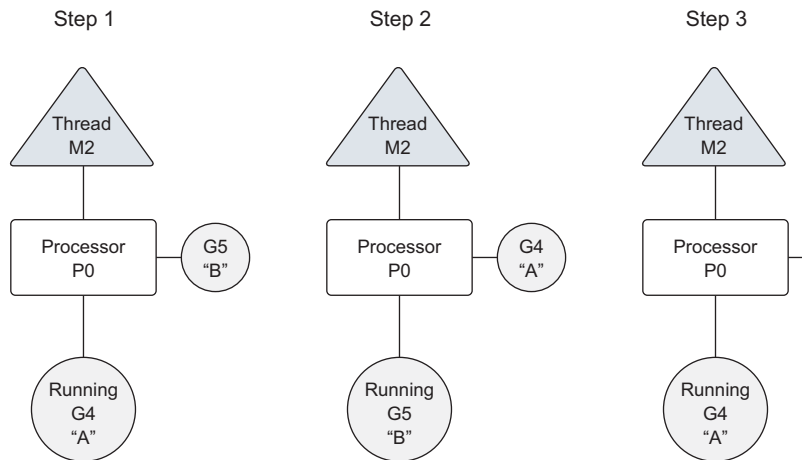 Step 1
Thread
M2
Processor
P0
G5
“B”
Running
G4
“A”
Step 2
Thread
M2
Processor
P0
G4
“A”
Running
G5
“B”
Step 3
Thread
M2
Processor
P0
Running
G4
“A”